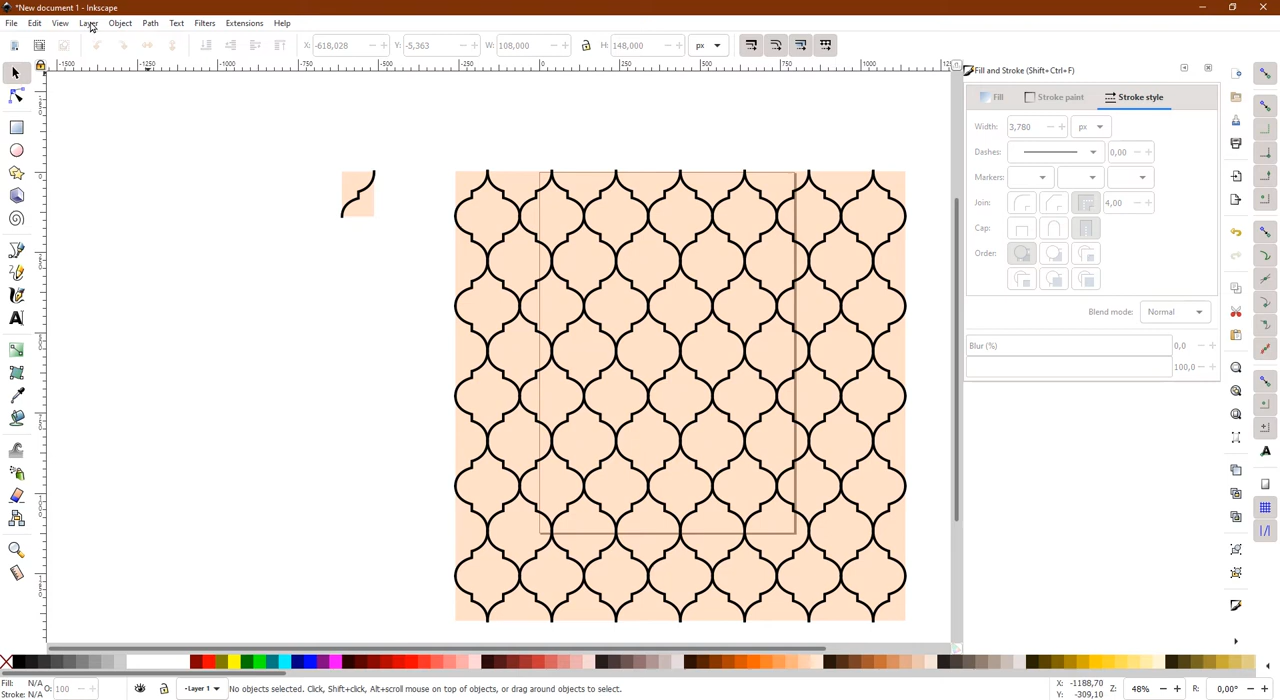 *New document 1 - Inkscape
File Edit View Layer Object Path Text Filters Extensions Help
X: -618,028 Y: -5,363 W: 108,000 H: 148,000 px
-1500 -1000 -750 -500 -250 0 250 500 750 1000
Fill and Stroke (Shift+Ctrl+F)
Fill Stroke paint Stroke style
Width: 3,780 px
Dashes: 0,00
Markers:
Join: 4,00
Cap:
Order:
Blend mode: Normal
Blur (%) 0,0
100,0
Fill: N/A
Stroke: N/A
O: 100
Layer 1
No objects selected. Click, Shift+click, Alt+scroll mouse on top of objects, or drag around objects to select.
X: -1188,70
Y: -309,10
Z: 48% R: 0,00°